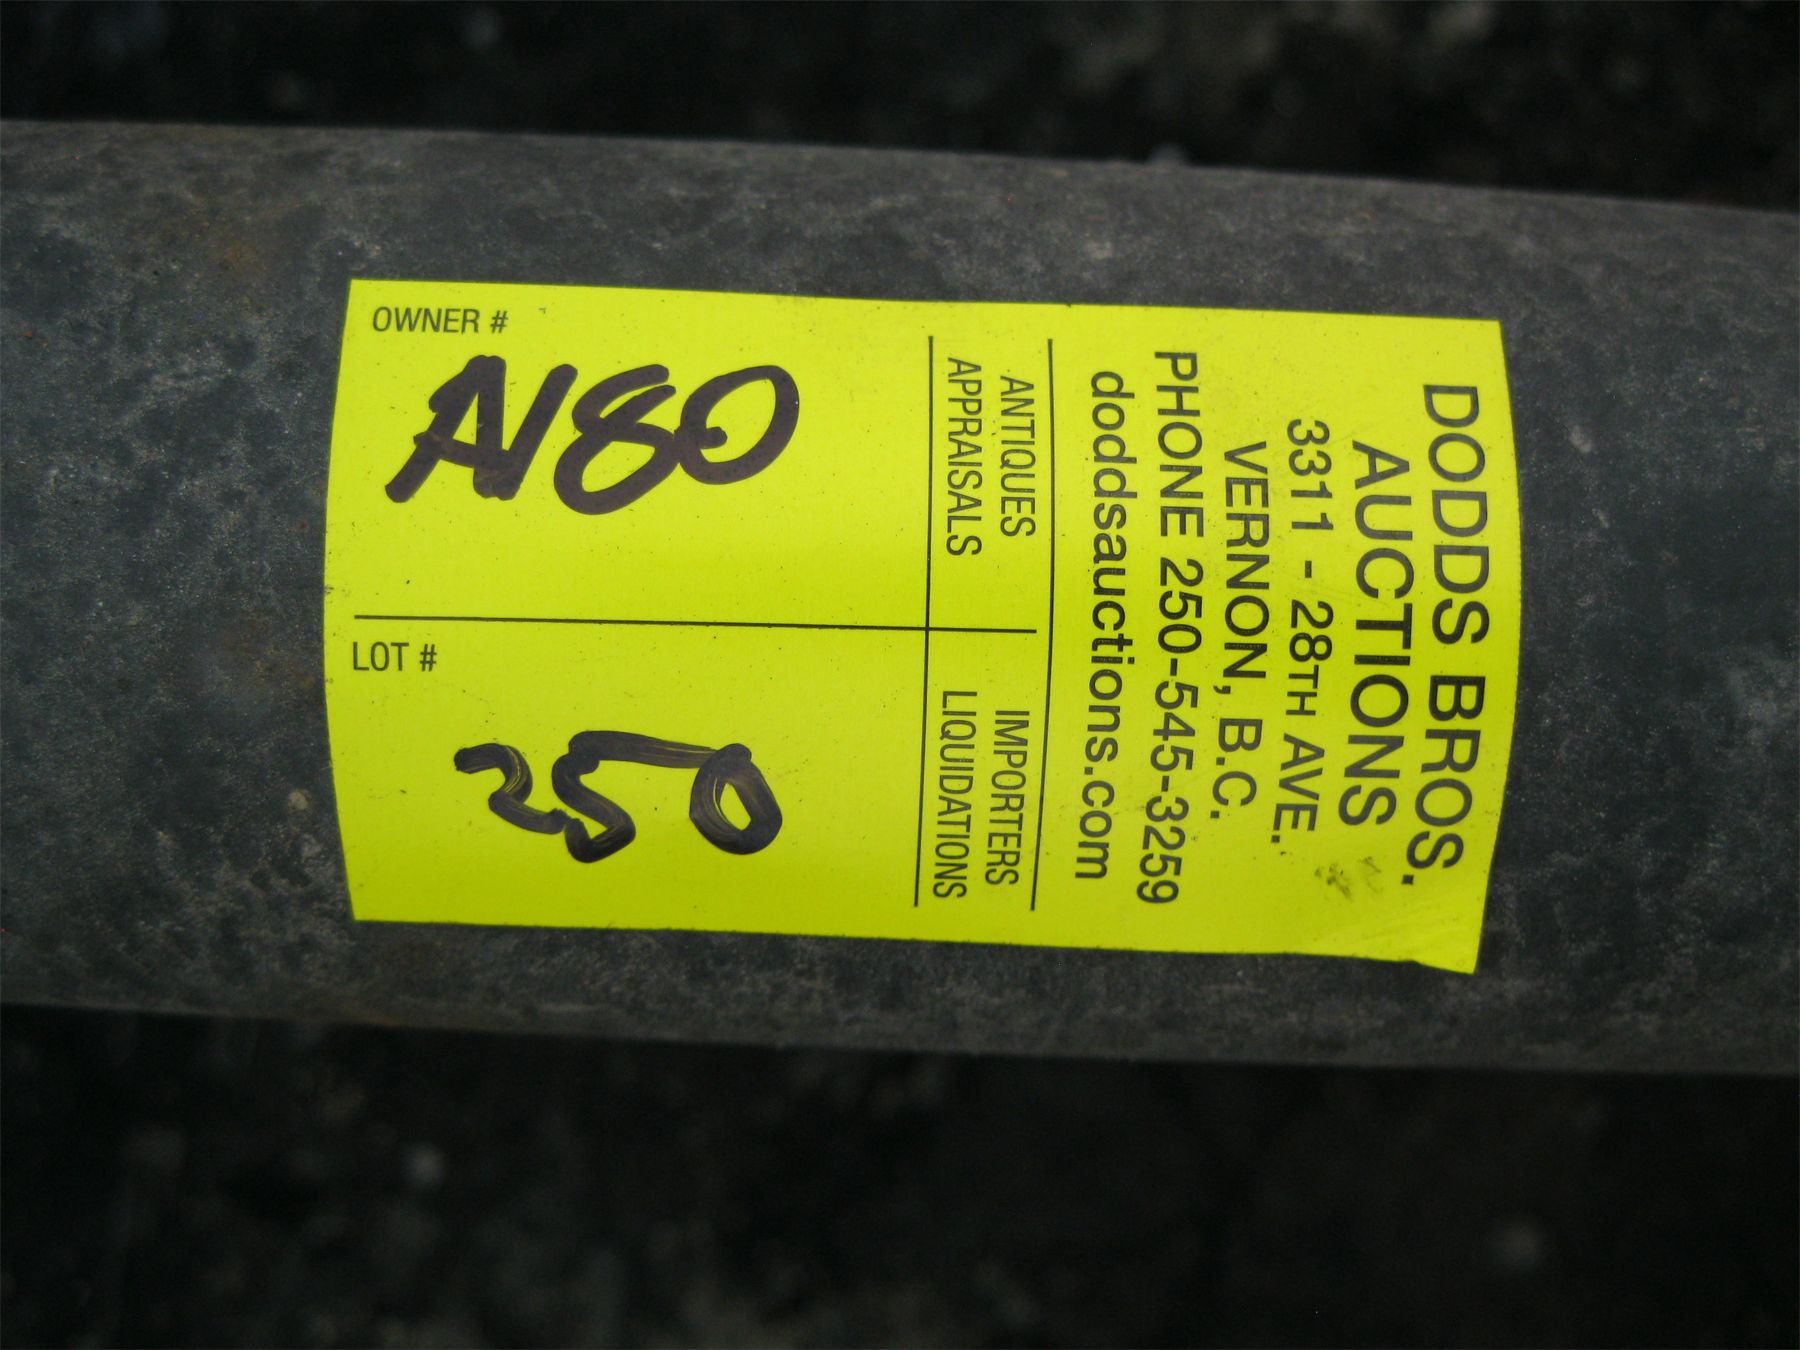 DODDS BROS.
AUCTIONS
3311 - 28TH AVE.
VERNON, B.C.
PHONE 250-545-3259
doddsauctions.com
ANTIQUES
APPRAISALS
IMPORTERS
LIQUIDATIONS
OWNER #
A180
LOT #
250